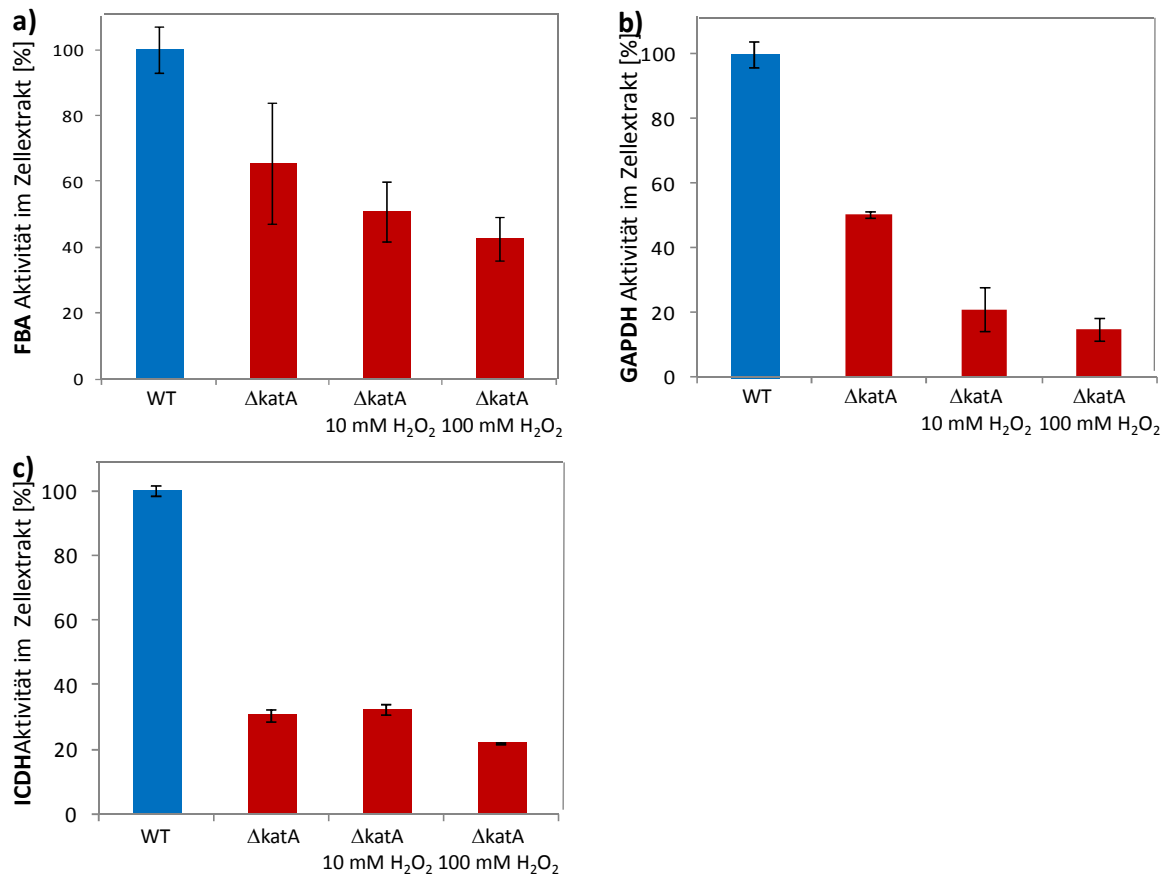 a)
FBA Aktivität im Zellextrakt [%]
100
80
60
40
20
0
WT
ΔkatA
ΔkatA
10 mM H₂O₂
ΔkatA
100 mM H₂O₂
b)
GAPDH Aktivität im Zellextrakt [%]
100
80
60
40
20
0
WT
ΔkatA
ΔkatA
10 mM H₂O₂
ΔkatA
100 mM H₂O₂
c)
ICDHAktivität im Zellextrakt [%]
100
80
60
40
20
0
WT
ΔkatA
ΔkatA
10 mM H₂O₂
ΔkatA
100 mM H₂O₂